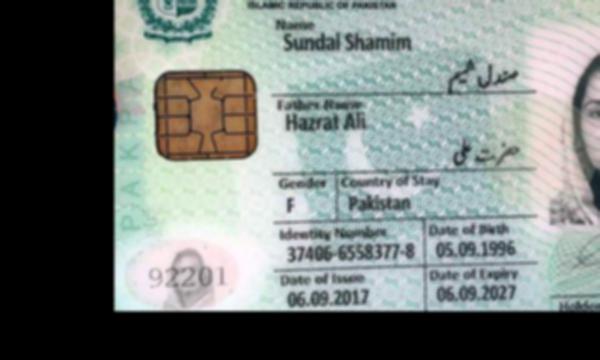 ISLAMIC REPUBLIC OF PAKISTAN
Name
Sundal Shamim
صندل شمیم
Father Name
Hazrat Ali
حضرت علی
Gender Country of Stay
F Pakistan
Identity Number Date of Birth
37406-6558377-8 05.09.1996
Date of Issue Date of Expiry
06.09.2017 06.09.2027
92201
PAK
Holder